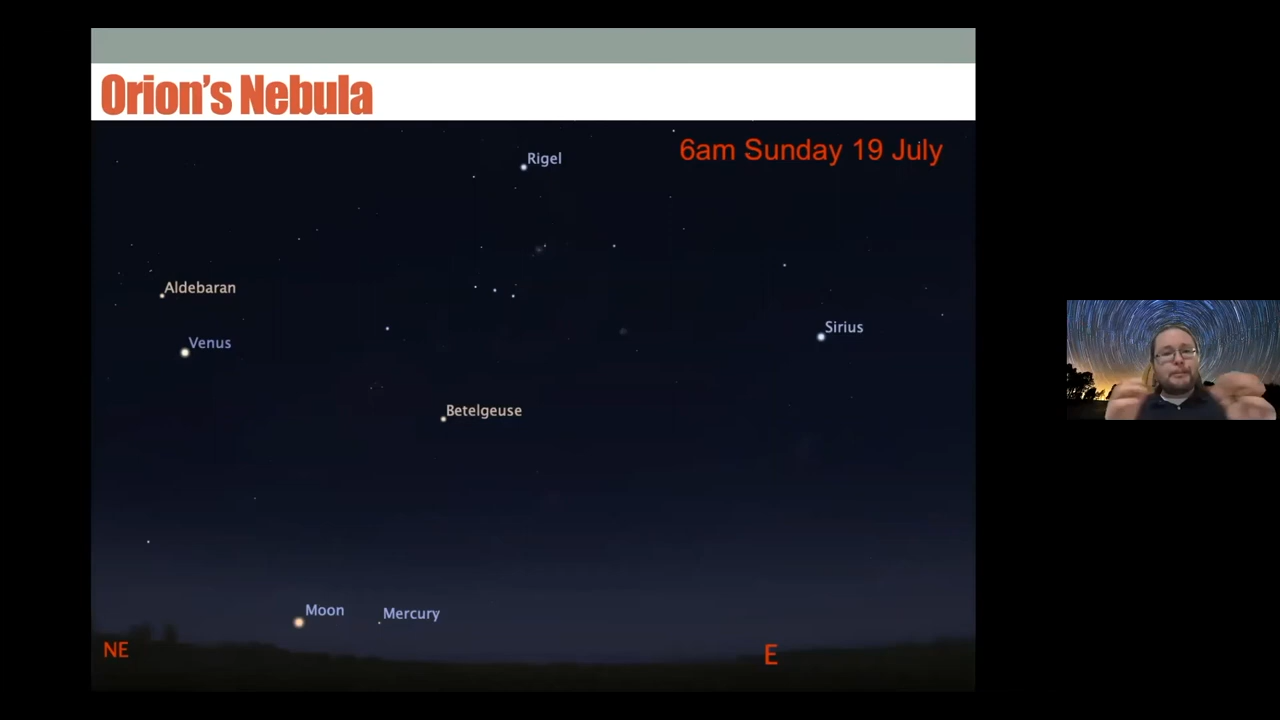 Orion's Nebula
6am Sunday 19 July
Rigel
Aldebaran
Venus
Sirius
Betelgeuse
Moon
Mercury
NE
E